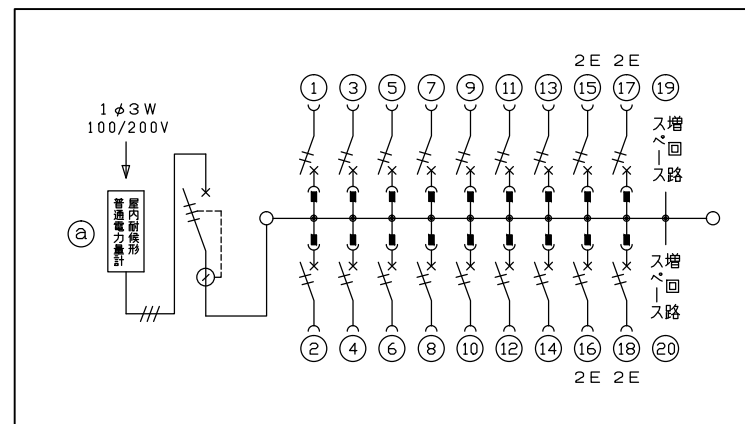 2E 2E
① ③ ⑤ ⑦ ⑨ ⑪ ⑬ ⑮ ⑰ ⑲
1φ3W
100/200V
増回路
スペース
ⓐ
屋内耐候形
普通電力量計
増回路
スペース
② ④ ⑥ ⑧ ⑩ ⑫ ⑭ ⑯ ⑱ ⑳
2E 2E